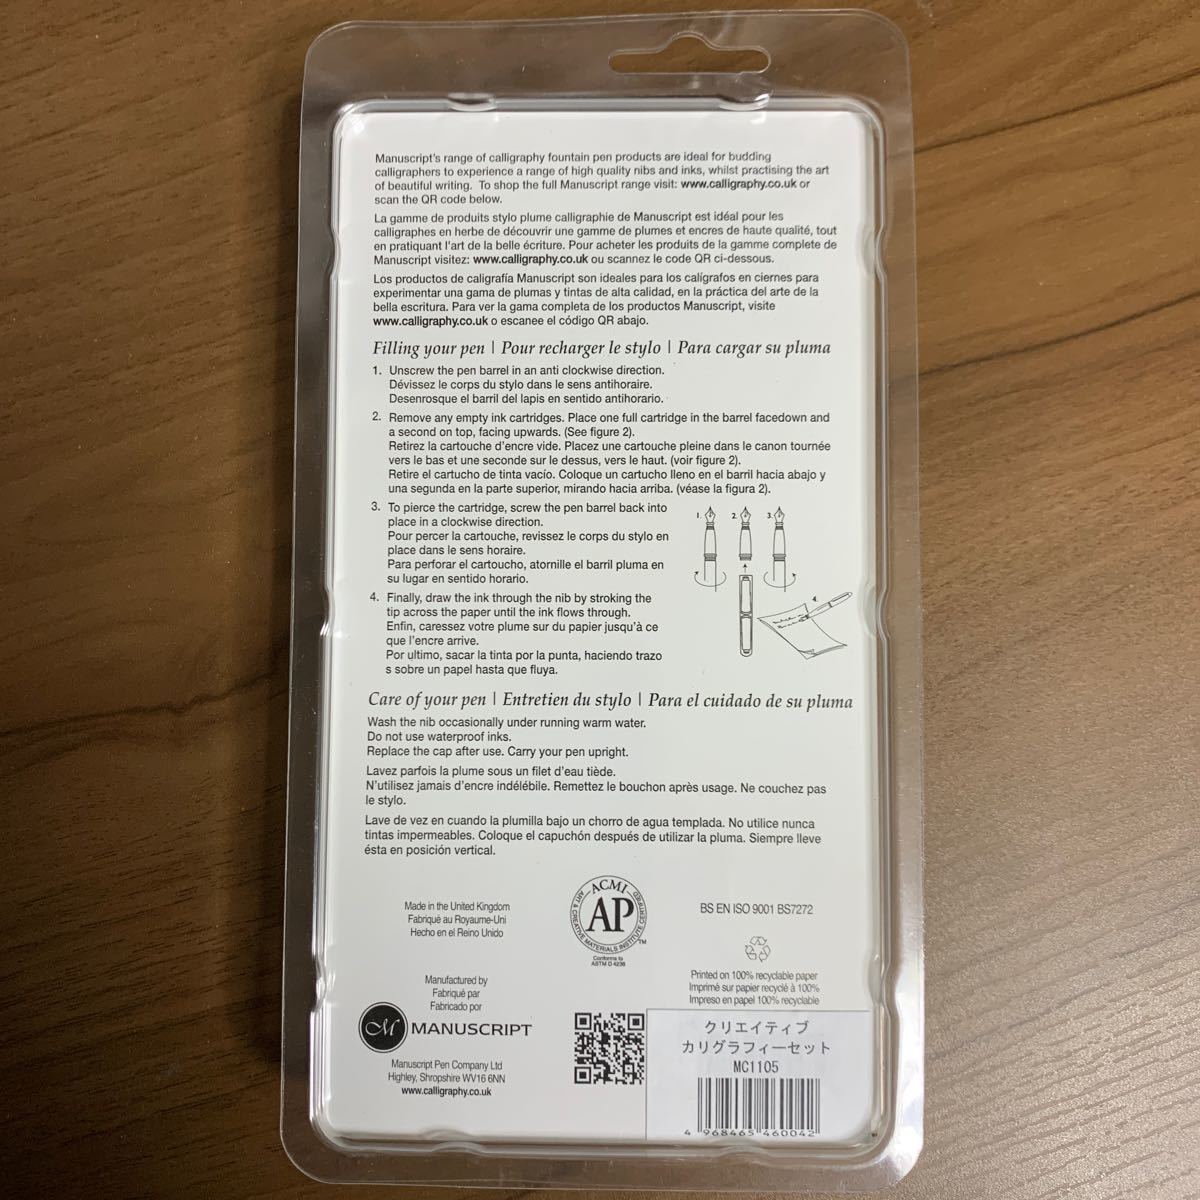 Manuscript's range of calligraphy fountain pen products are ideal for budding
calligraphers to experience a range of high quality nibs and inks, whilst practising the art
of beautiful writing. To shop the full Manuscript range visit: www.calligraphy.co.uk or
scan the QR code below.
La gamme de produits stylo plume calligraphie de Manuscript est idéal pour les
calligraphes en herbe de découvrir une gamme de plumes et encres de haute qualité, tout
en pratiquant l'art de la belle écriture. Pour acheter les produits de la gamme complete de
Manuscript visitez: www.calligraphy.co.uk ou scannez le code QR ci-dessous.
Los productos de caligrafía Manuscript son ideales para los calígrafos en ciernes para
experimentar una gama de plumas y tintas de alta calidad, en la práctica del arte de la
bella escritura. Para ver la gama completa de los productos Manuscript, visite
www.calligraphy.co.uk o escanee el código QR abajo.
Filling your pen | Pour recharger le stylo | Para cargar su pluma
1. Unscrew the pen barrel in an anti clockwise direction.
Dévissez le corps du stylo dans le sens antihoraire.
Desenrosque el barril del lapis en sentido antihorario.
2. Remove any empty ink cartridges. Place one full cartridge in the barrel facedown and
a second on top, facing upwards. (See figure 2).
Retirez la cartouche d'encre vide. Placez une cartouche pleine dans le canon tournée
vers le bas et une seconde sur le dessus, vers le haut. (voir figure 2).
Retire el cartucho de tinta vacío. Coloque un cartucho lleno en el barril hacia abajo y
una segunda en la parte superior, mirando hacia arriba. (véase la figura 2).
3. To pierce the cartridge, screw the pen barrel back into
place in a clockwise direction.
Pour percer la cartouche, revissez le corps du stylo en
place dans le sens horaire.
Para perforar el cartoucho, atornille el barril pluma en
su lugar en sentido horario.
1. 2. 3.
4. Finally, draw the ink through the nib by stroking the
tip across the paper until the ink flows through.
Enfin, caressez votre plume sur du papier jusqu'à ce
que l'encre arrive.
Por ultimo, sacar la tinta por la punta, haciendo trazo
s sobre un papel hasta que fluya.
4.
Care of your pen | Entretien du stylo | Para el cuidado de su pluma
Wash the nib occasionally under running warm water.
Do not use waterproof inks.
Replace the cap after use. Carry your pen upright.
Lavez parfois la plume sous un filet d'eau tiède.
N'utilisez jamais d'encre indélébile. Remettez le bouchon après usage. Ne couchez pas
le stylo.
Lave de vez en cuando la plumilla bajo un chorro de agua templada. No utilice nunca
tintas impermeables. Coloque el capuchón después de utilizar la pluma. Siempre lleve
ésta en posición vertical.
Made in the United Kingdom
Fabriqué au Royaume-Uni
Hecho en el Reino Unido
ACMI
AP
ART & CREATIVE MATERIALS INSTITUTE CERTIFIED
TM
Conforms to
ASTM D 4236
BS EN ISO 9001 BS7272
Printed on 100% recyclable paper
Imprimé sur papier recyclé à 100%
Impreso en papel 100% recyclable
Manufactured by
Fabriqué par
Fabricado por
M MANUSCRIPT
Manuscript Pen Company Ltd
Highley, Shropshire WV16 6NN
www.calligraphy.co.uk
クリエイティブ
カリグラフィーセット
MC1105
4 968465 460042